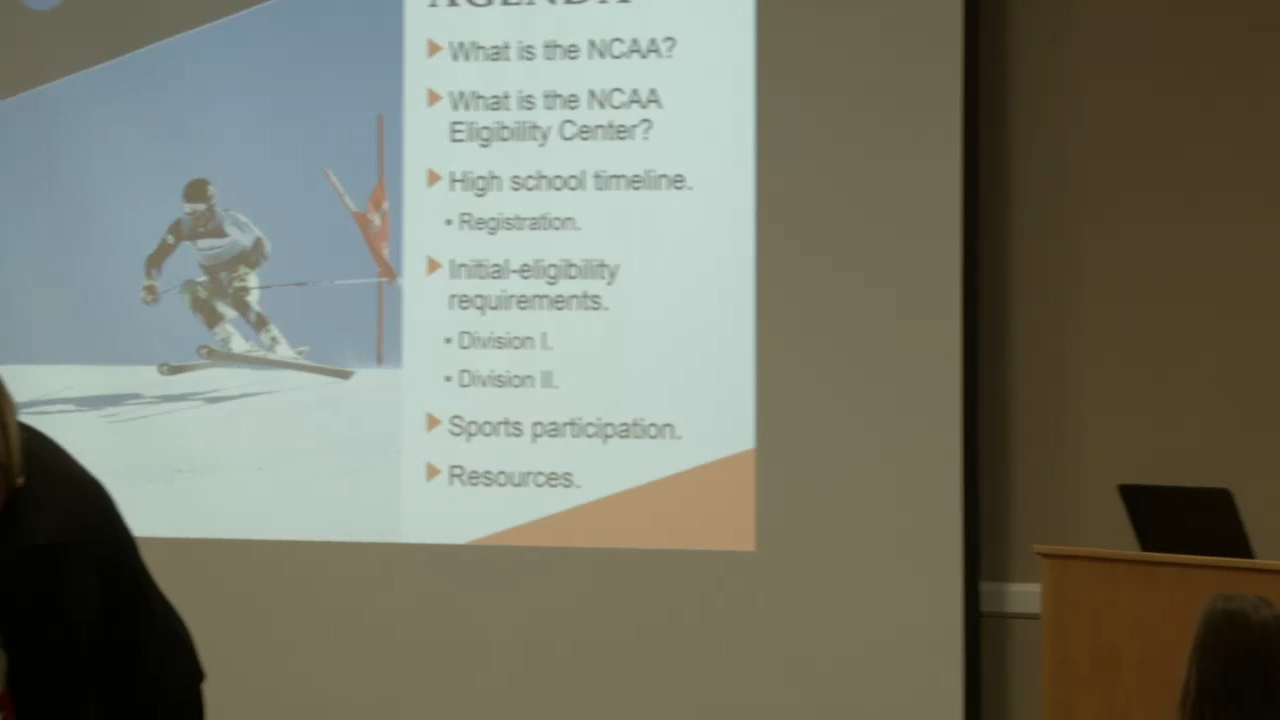 AGENDA
What is the NCAA?
What is the NCAA
Eligibility Center?
High school timeline.
• Registration.
Initial-eligibility
requirements.
• Division I.
• Division II.
Sports participation.
Resources.